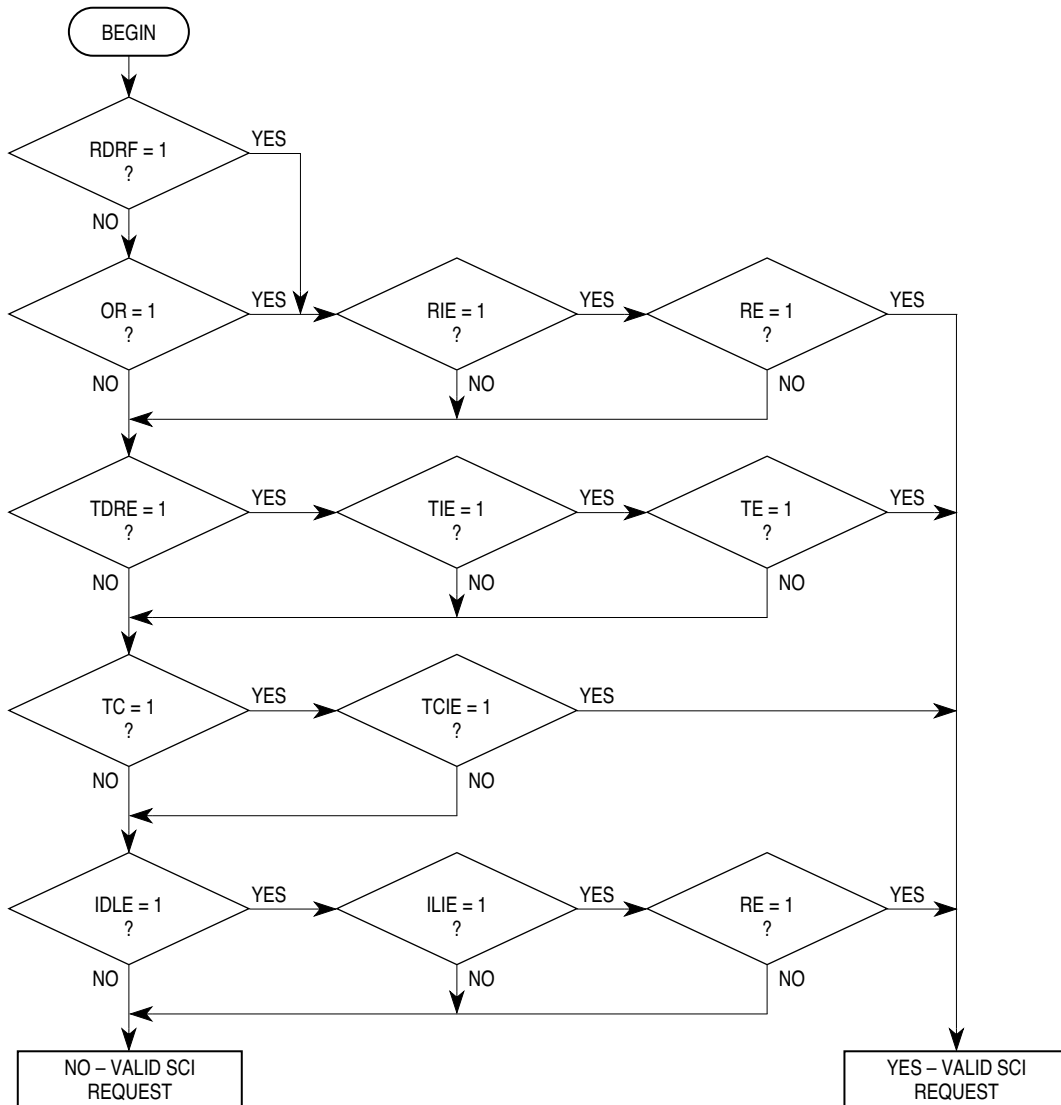 BEGIN
RDRF = 1
?
YES
NO
OR = 1
?
YES
NO
RIE = 1
?
YES
NO
RE = 1
?
YES
NO
TDRE = 1
?
YES
NO
TIE = 1
?
YES
NO
TE = 1
?
YES
NO
TC = 1
?
YES
NO
TCIE = 1
?
YES
NO
IDLE = 1
?
YES
NO
ILIE = 1
?
YES
NO
RE = 1
?
YES
NO
NO – VALID SCI
REQUEST
YES – VALID SCI
REQUEST